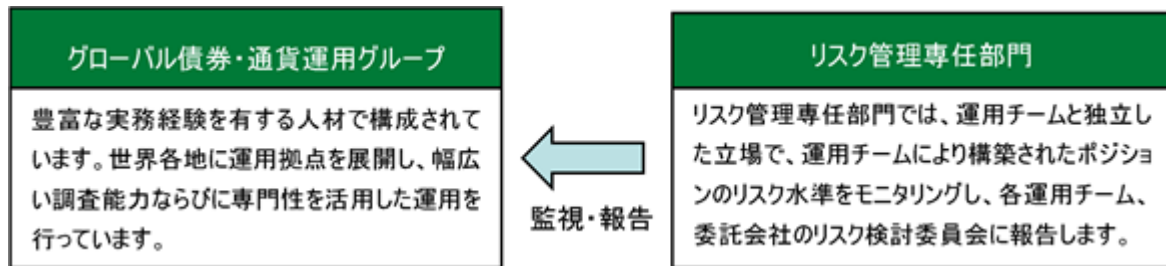 グローバル債券・通貨運用グループ
豊富な実務経験を有する人材で構成されて
います。世界各地に運用拠点を展開し、幅広
い調査能力ならびに専門性を活用した運用を
行っています。
監視・報告
リスク管理専任部門
リスク管理専任部門では、運用チームと独立し
た立場で、運用チームにより構築されたポジショ
ンのリスク水準をモニタリングし、各運用チーム、
委託会社のリスク検討委員会に報告します。